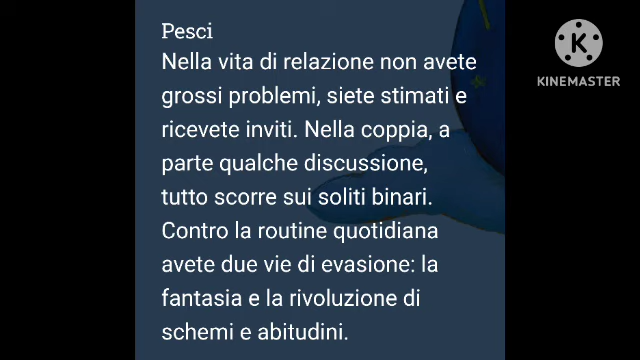 Pesci
Nella vita di relazione non avete
grossi problemi, siete stimati e
ricevete inviti. Nella coppia, a
parte qualche discussione,
tutto scorre sui soliti binari.
Contro la routine quotidiana
avete due vie di evasione: la
fantasia e la rivoluzione di
schemi e abitudini.
K
KINEMASTER